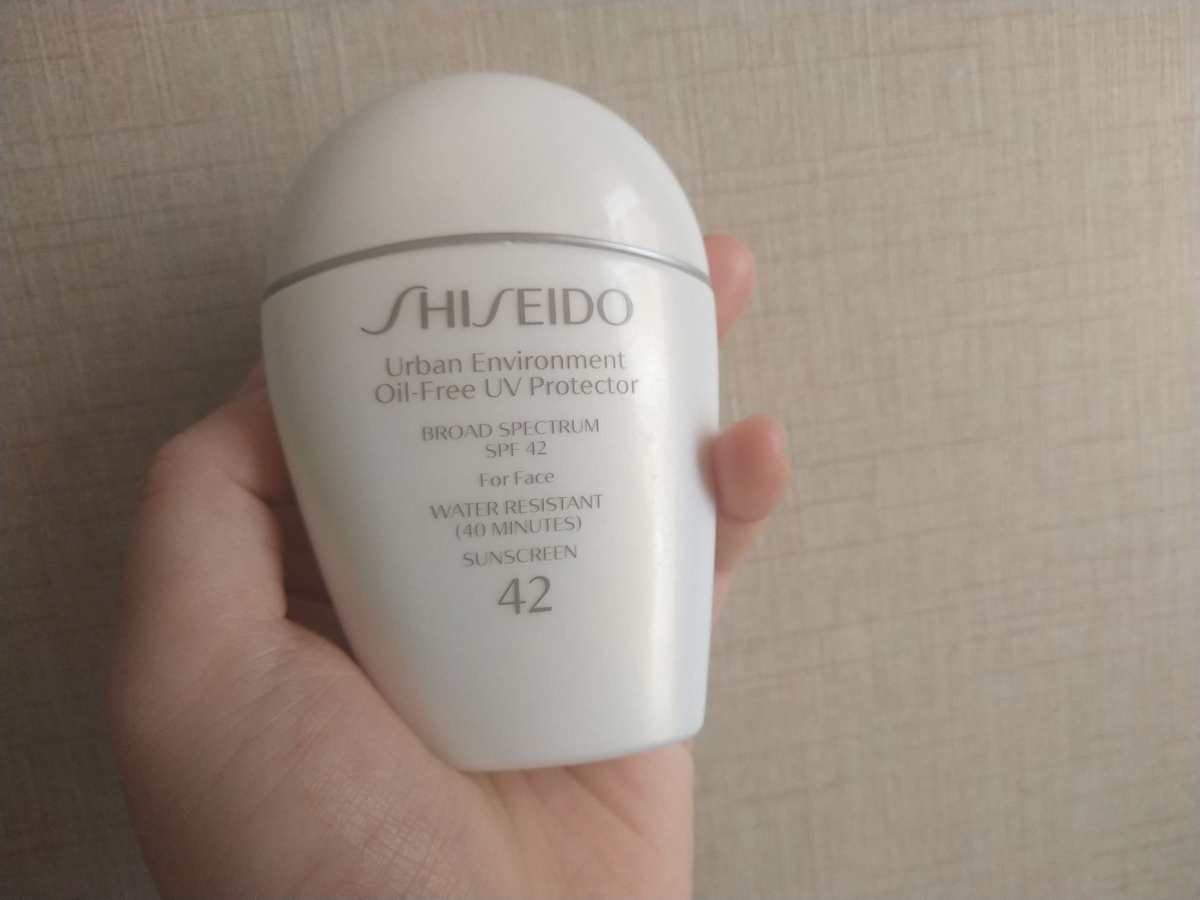 SHISEIDO
Urban Environment
Oil-Free UV Protector
BROAD SPECTRUM
SPF 42
For Face
WATER RESISTANT
(40 MINUTES)
SUNSCREEN
42